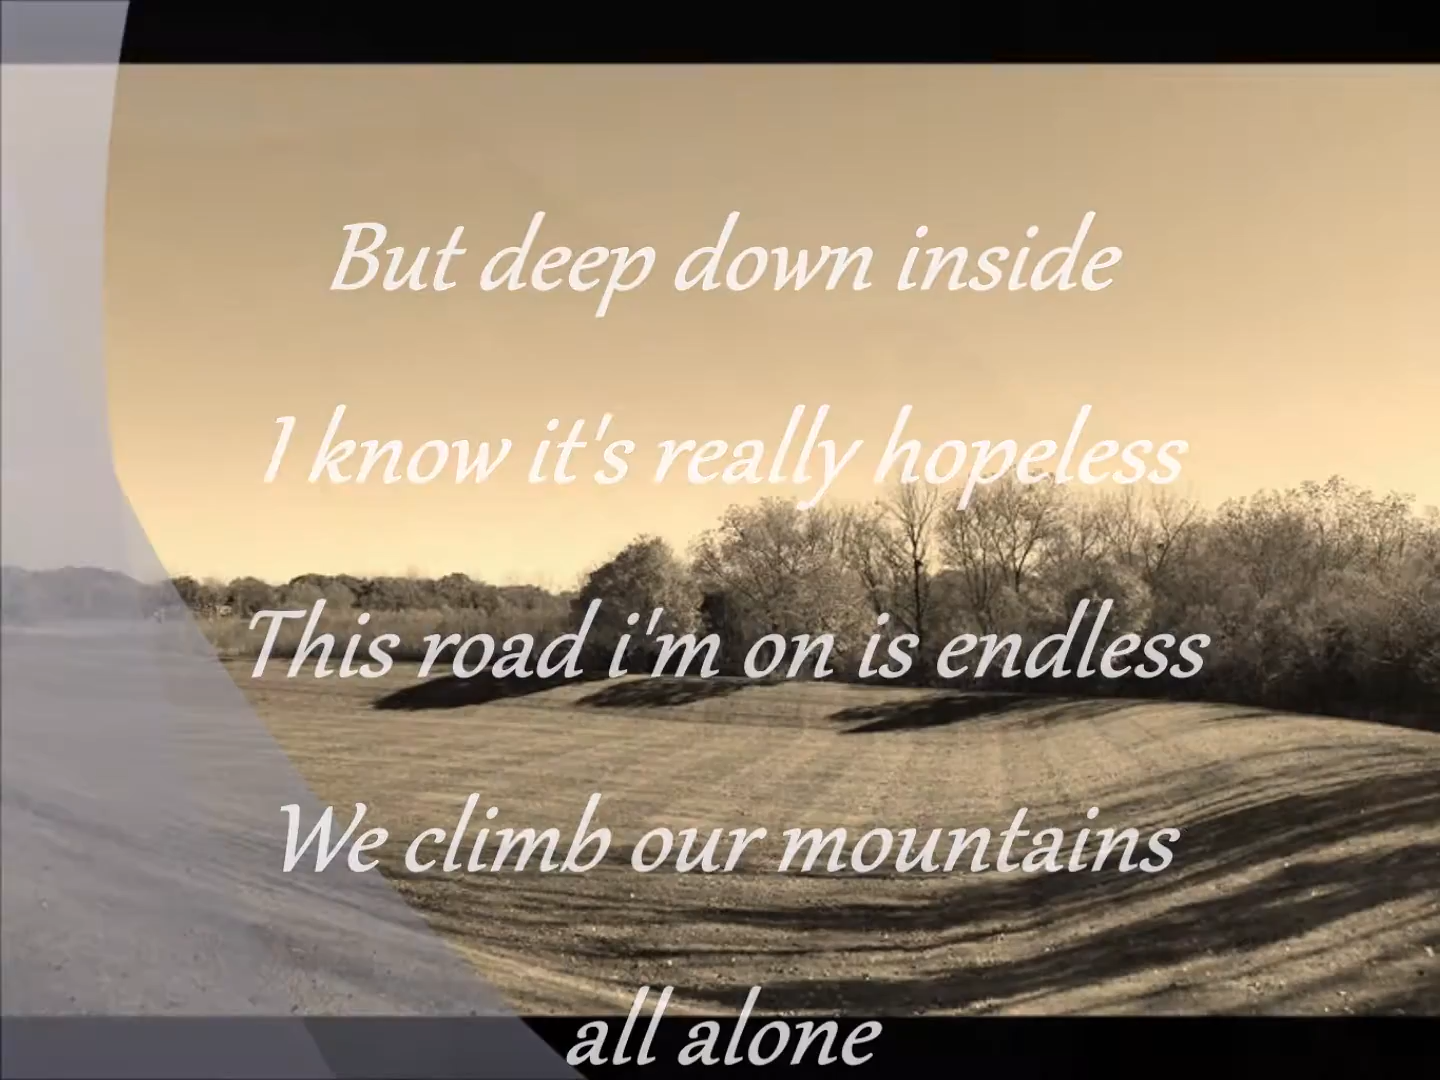 But deep down inside
I know it's really hopeless
This road i'm on is endless
We climb our mountains
all alone